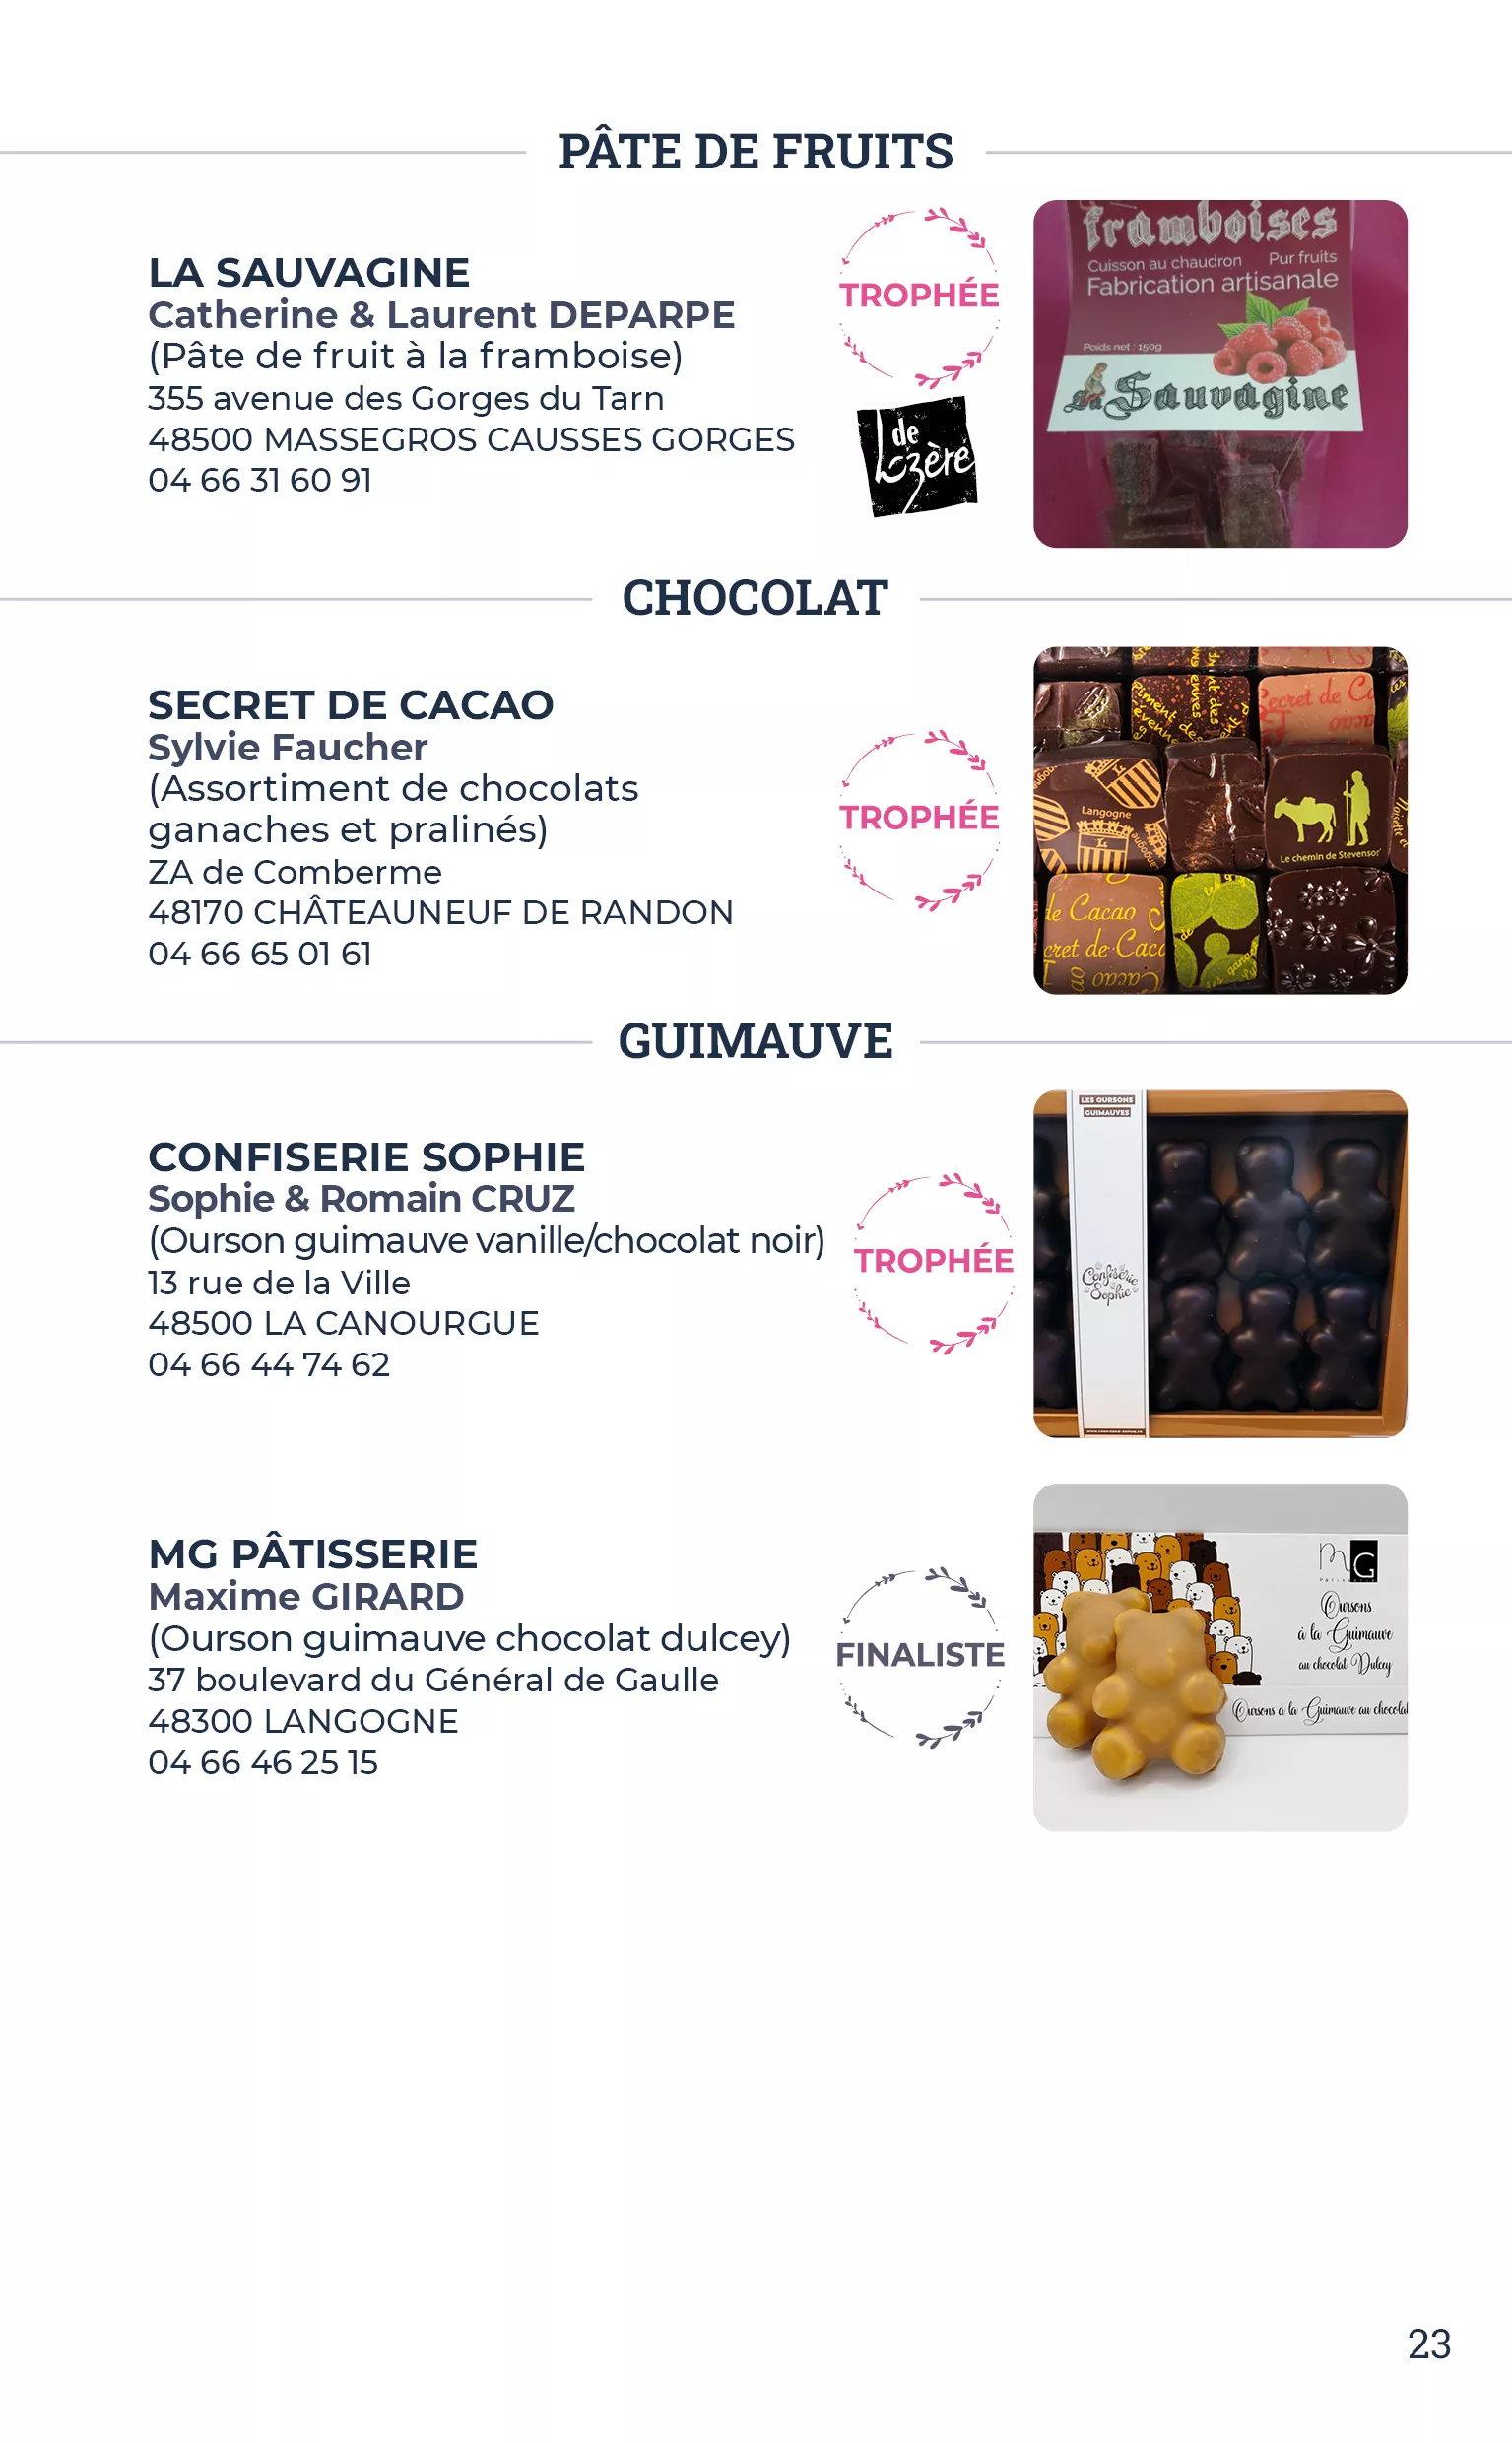 PÂTE DE FRUITS
LA SAUVAGINE
Catherine & Laurent DEPARPE
(Pâte de fruit à la framboise)
355 avenue des Gorges du Tarn
48500 MASSEGROS CAUSSES GORGES
04 66 31 60 91
TROPHÉE
de
Lozère
framboises
Cuisson au chaudron Pur fruits
Fabrication artisanale
Poids net : 150g
La Sauvagine
CHOCOLAT
SECRET DE CACAO
Sylvie Faucher
(Assortiment de chocolats
ganaches et pralinés)
ZA de Comberme
48170 CHÂTEAUNEUF DE RANDON
04 66 65 01 61
TROPHÉE
Piment des
Secret de
Langogne
Le chemin de Stevenson
de Cacao
de Cacao
Cacao
GUIMAUVE
CONFISERIE SOPHIE
Sophie & Romain CRUZ
(Ourson guimauve vanille/chocolat noir)
13 rue de la Ville
48500 LA CANOURGUE
04 66 44 74 62
TROPHÉE
LES OURSONS
GUIMAUVES
Confiserie
Sophie
MG PÂTISSERIE
Maxime GIRARD
(Ourson guimauve chocolat dulcey)
37 boulevard du Général de Gaulle
48300 LANGOGNE
04 66 46 25 15
FINALISTE
MG
Oursons
à la Guimauve
au chocolat Dulcey
Oursons à la Guimauve au chocolat
23